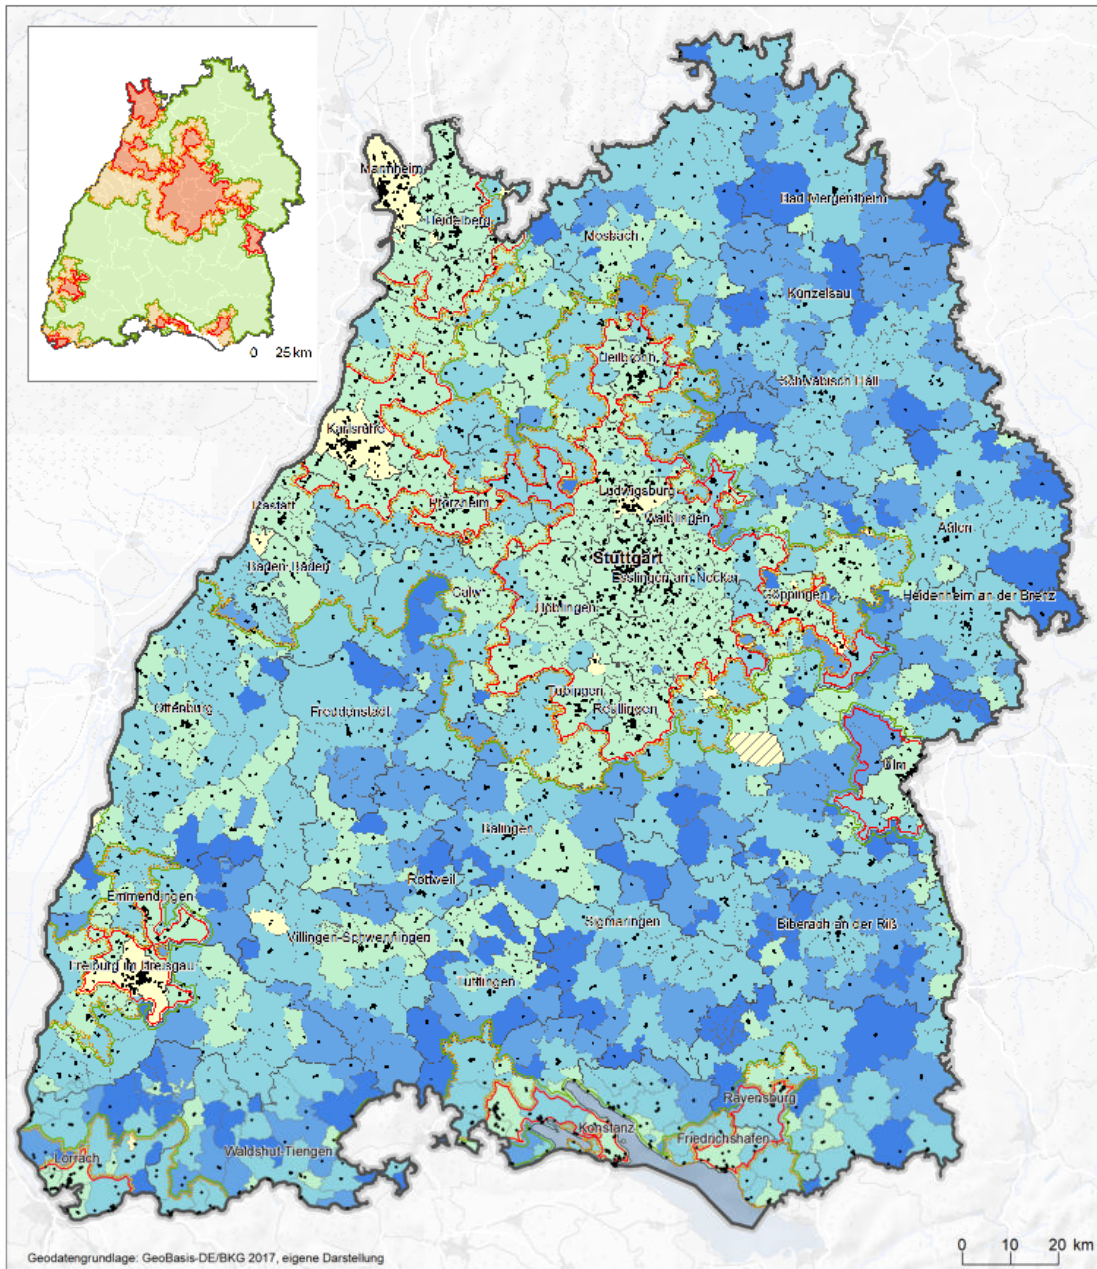 0 25 km
Mannheim
Heidelberg
Bad Mergentheim
Mosbach
Künzelsau
Heilbronn
Schwäbisch Hall
Karlsruhe
Ludwigsburg
Pforzheim
Rastatt
Waiblingen
Aalen
Stuttgart
Baden-Baden
Esslingen am Neckar
Calw
Göppingen
Heidenheim an der Brenz
Böblingen
Tübingen
Offenburg
Freudenstadt
Reutlingen
Ulm
Balingen
Rottweil
Emmendingen
Sigmaringen
Biberach an der Riß
Villingen-Schwenningen
Freiburg im Breisgau
Tuttlingen
Ravensburg
Konstanz
Friedrichshafen
Lörrach
Waldshut-Tiengen
Geodatengrundlage: GeoBasis-DE/BKG 2017, eigene Darstellung
0 10 20 km